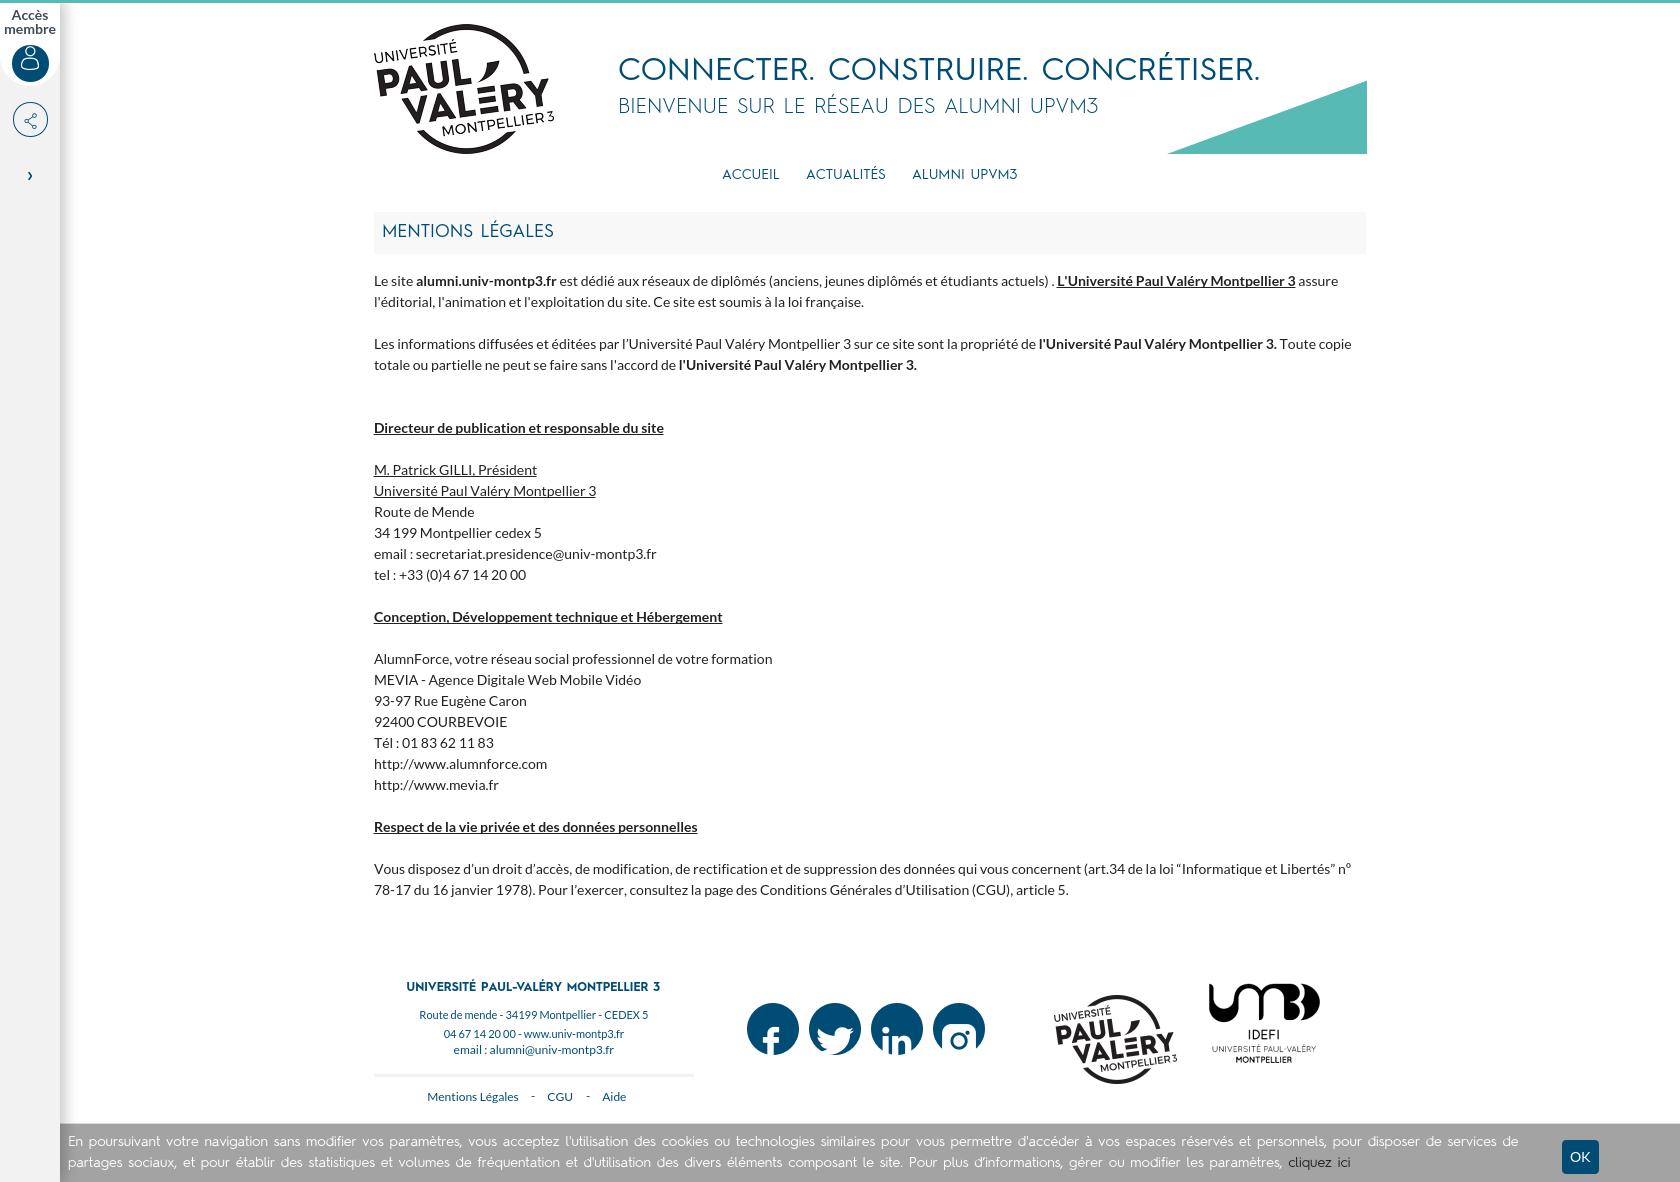 Accès
membre
UNIVERSITÉ
PAUL
VALÉRY
MONTPELLIER 3
CONNECTER. CONSTRUIRE. CONCRÉTISER.
BIENVENUE SUR LE RÉSEAU DES ALUMNI UPVM3
ACCUEIL ACTUALITÉS ALUMNI UPVM3
MENTIONS LÉGALES
Le site alumni.univ-montp3.fr est dédié aux réseaux de diplômés (anciens, jeunes diplômés et étudiants actuels) . L'Université Paul Valéry Montpellier 3 assure
l'éditorial, l'animation et l'exploitation du site. Ce site est soumis à la loi française.
Les informations diffusées et éditées par l’Université Paul Valéry Montpellier 3 sur ce site sont la propriété de l'Université Paul Valéry Montpellier 3. Toute copie
totale ou partielle ne peut se faire sans l'accord de l'Université Paul Valéry Montpellier 3.
Directeur de publication et responsable du site
M. Patrick GILLI, Président
Université Paul Valéry Montpellier 3
Route de Mende
34 199 Montpellier cedex 5
email : secretariat.presidence@univ-montp3.fr
tel : +33 (0)4 67 14 20 00
Conception, Développement technique et Hébergement
AlumnForce, votre réseau social professionnel de votre formation
MEVIA - Agence Digitale Web Mobile Vidéo
93-97 Rue Eugène Caron
92400 COURBEVOIE
Tél : 01 83 62 11 83
http://www.alumnforce.com
http://www.mevia.fr
Respect de la vie privée et des données personnelles
Vous disposez d’un droit d’accès, de modification, de rectification et de suppression des données qui vous concernent (art.34 de la loi “Informatique et Libertés” n°
78-17 du 16 janvier 1978). Pour l’exercer, consultez la page des Conditions Générales d’Utilisation (CGU), article 5.
UNIVERSITÉ PAUL-VALÉRY MONTPELLIER 3
Route de mende - 34199 Montpellier - CEDEX 5
04 67 14 20 00 - www.univ-montp3.fr
email : alumni@univ-montp3.fr
Mentions Légales - CGU - Aide
UNIVERSITÉ
PAUL
VALÉRY
MONTPELLIER 3
UM3
IDEFI
UNIVERSITÉ PAUL-VALÉRY
MONTPELLIER
En poursuivant votre navigation sans modifier vos paramètres, vous acceptez l'utilisation des cookies ou technologies similaires pour vous permettre d'accéder à vos espaces réservés et personnels, pour disposer de services de
partages sociaux, et pour établir des statistiques et volumes de fréquentation et d'utilisation des divers éléments composant le site. Pour plus d’informations, gérer ou modifier les paramètres, cliquez ici
OK